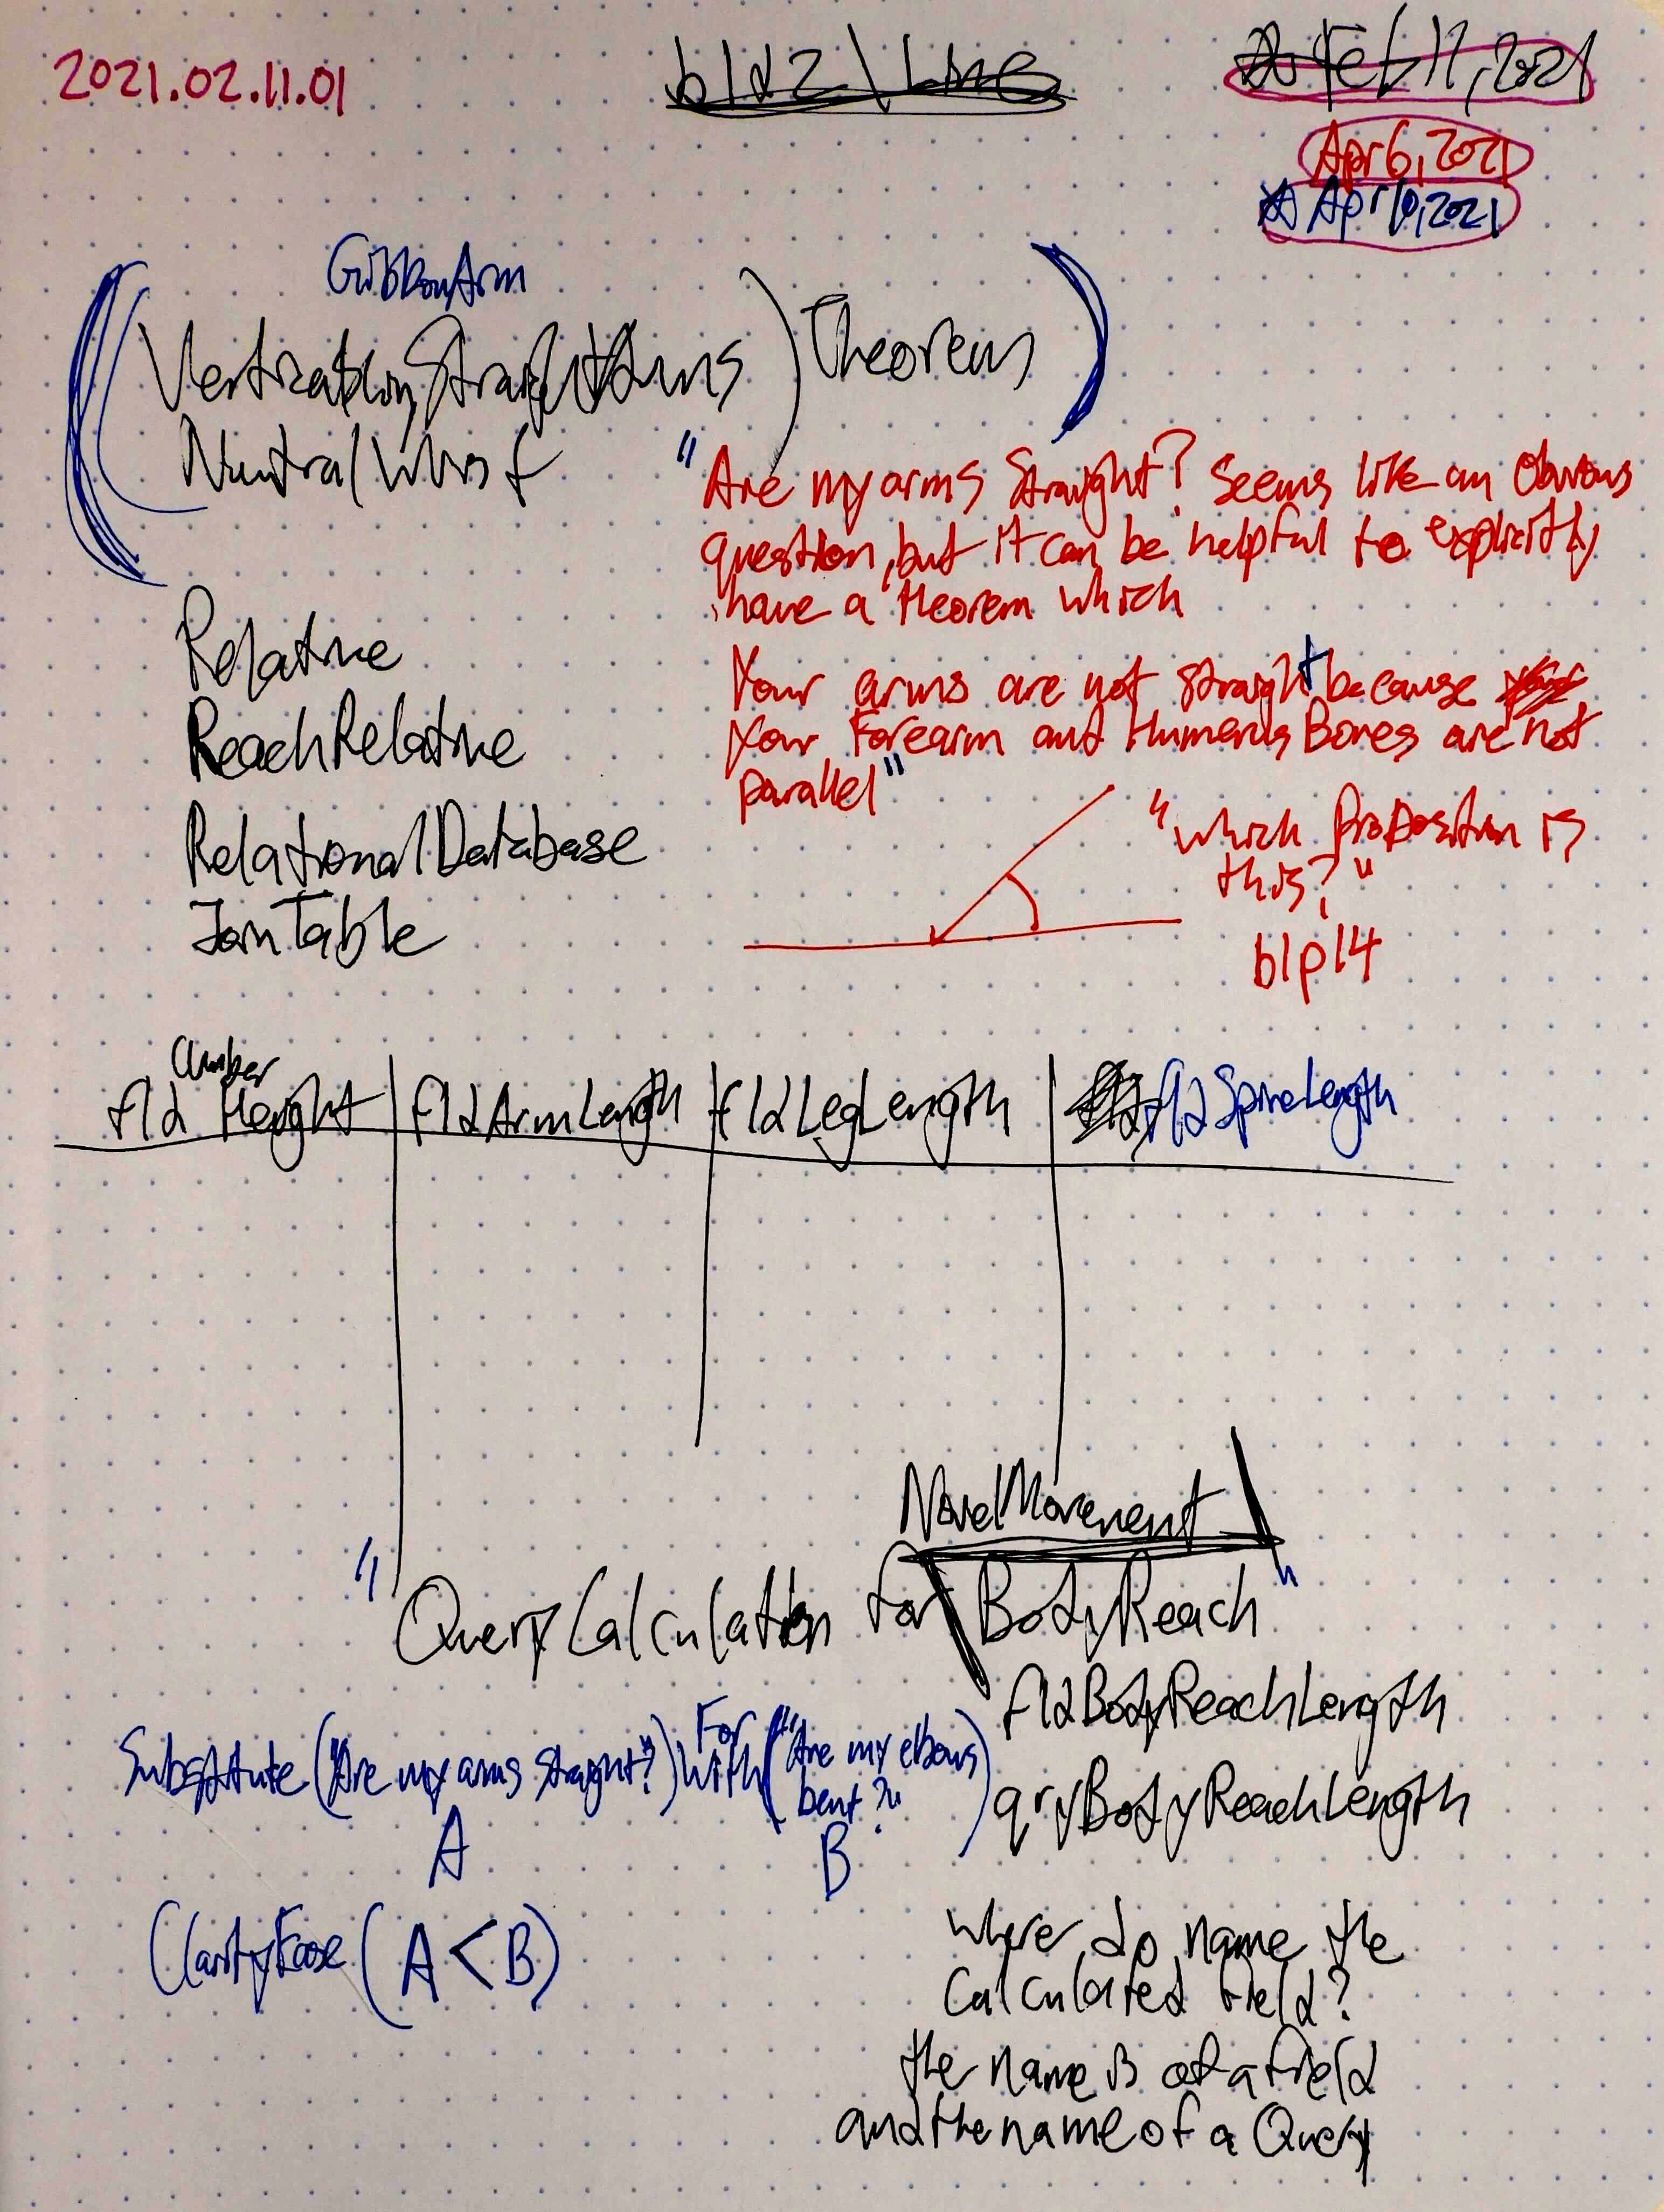 2021.02.11.01
b1d2\Line
Feb 11, 2021
Apr 6, 2021
Apr 10, 2021
GibbonArm
Theorem
NeutralWrist
"Are my arms Straight? Seems like an Obvious
question, but it can be helpful to explicitly
have a theorem which
Your arms are not straight because
Your Forearm and Humerus Bones are not
parallel"
Relative
ReachRelative
RelationalDatabase
JoinTable
"which Proposition is
this?"
b1p14
Climber
fld Height
fldArmLength
fldLegLength
fldSpineLength
NovelMovement
"Query Calculation for BodyReach"
fldBodyReachLength
qryBodyReachLength
For
Substitute ("Are my arms straight?") with ("Are my elbows
bent?")
A
B
ClarityEase (A < B)
where do name the
Calculated Field?
the name is of a field
and the name of a Query